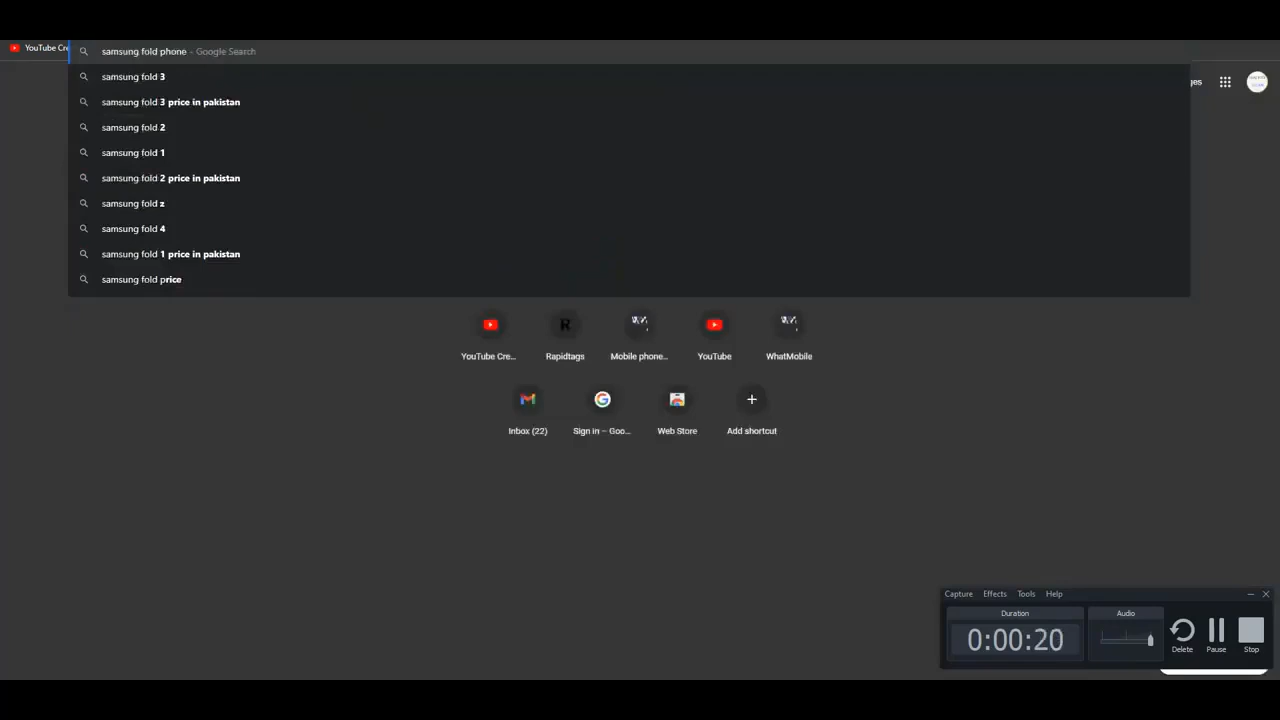 YouTube Cre
samsung fold phone - Google Search
samsung fold 3
samsung fold 3 price in pakistan
samsung fold 2
samsung fold 1
samsung fold 2 price in pakistan
samsung fold z
samsung fold 4
samsung fold 1 price in pakistan
samsung fold price
ges
YouTube Cre...
R
Rapidtags
Mobile phone...
YouTube
WhatMobile
Inbox (22)
Sign in – Goo...
Web Store
Add shortcut
Capture Effects Tools Help
Duration
Audio
0:00:20
Delete
Pause
Stop